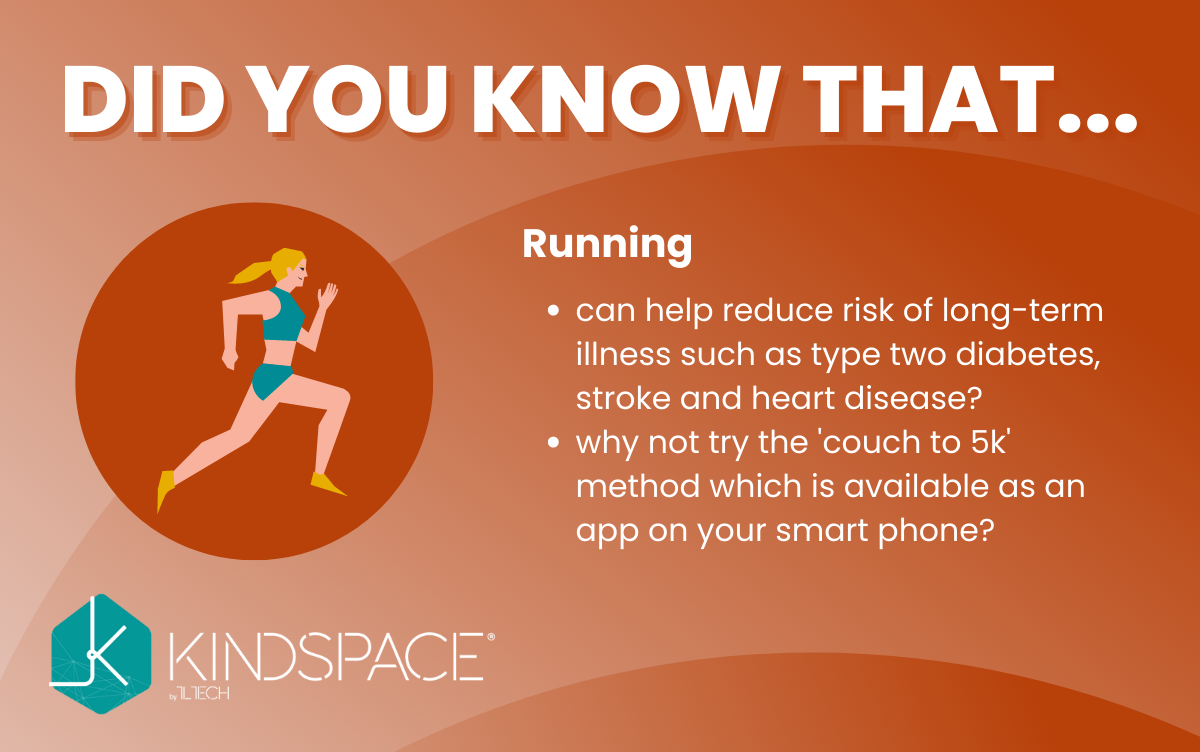 DID YOU KNOW THAT...
Running
• can help reduce risk of long-term
illness such as type two diabetes,
stroke and heart disease?
• why not try the 'couch to 5k'
method which is available as an
app on your smart phone?
KINDSPACE®
by TLTECH